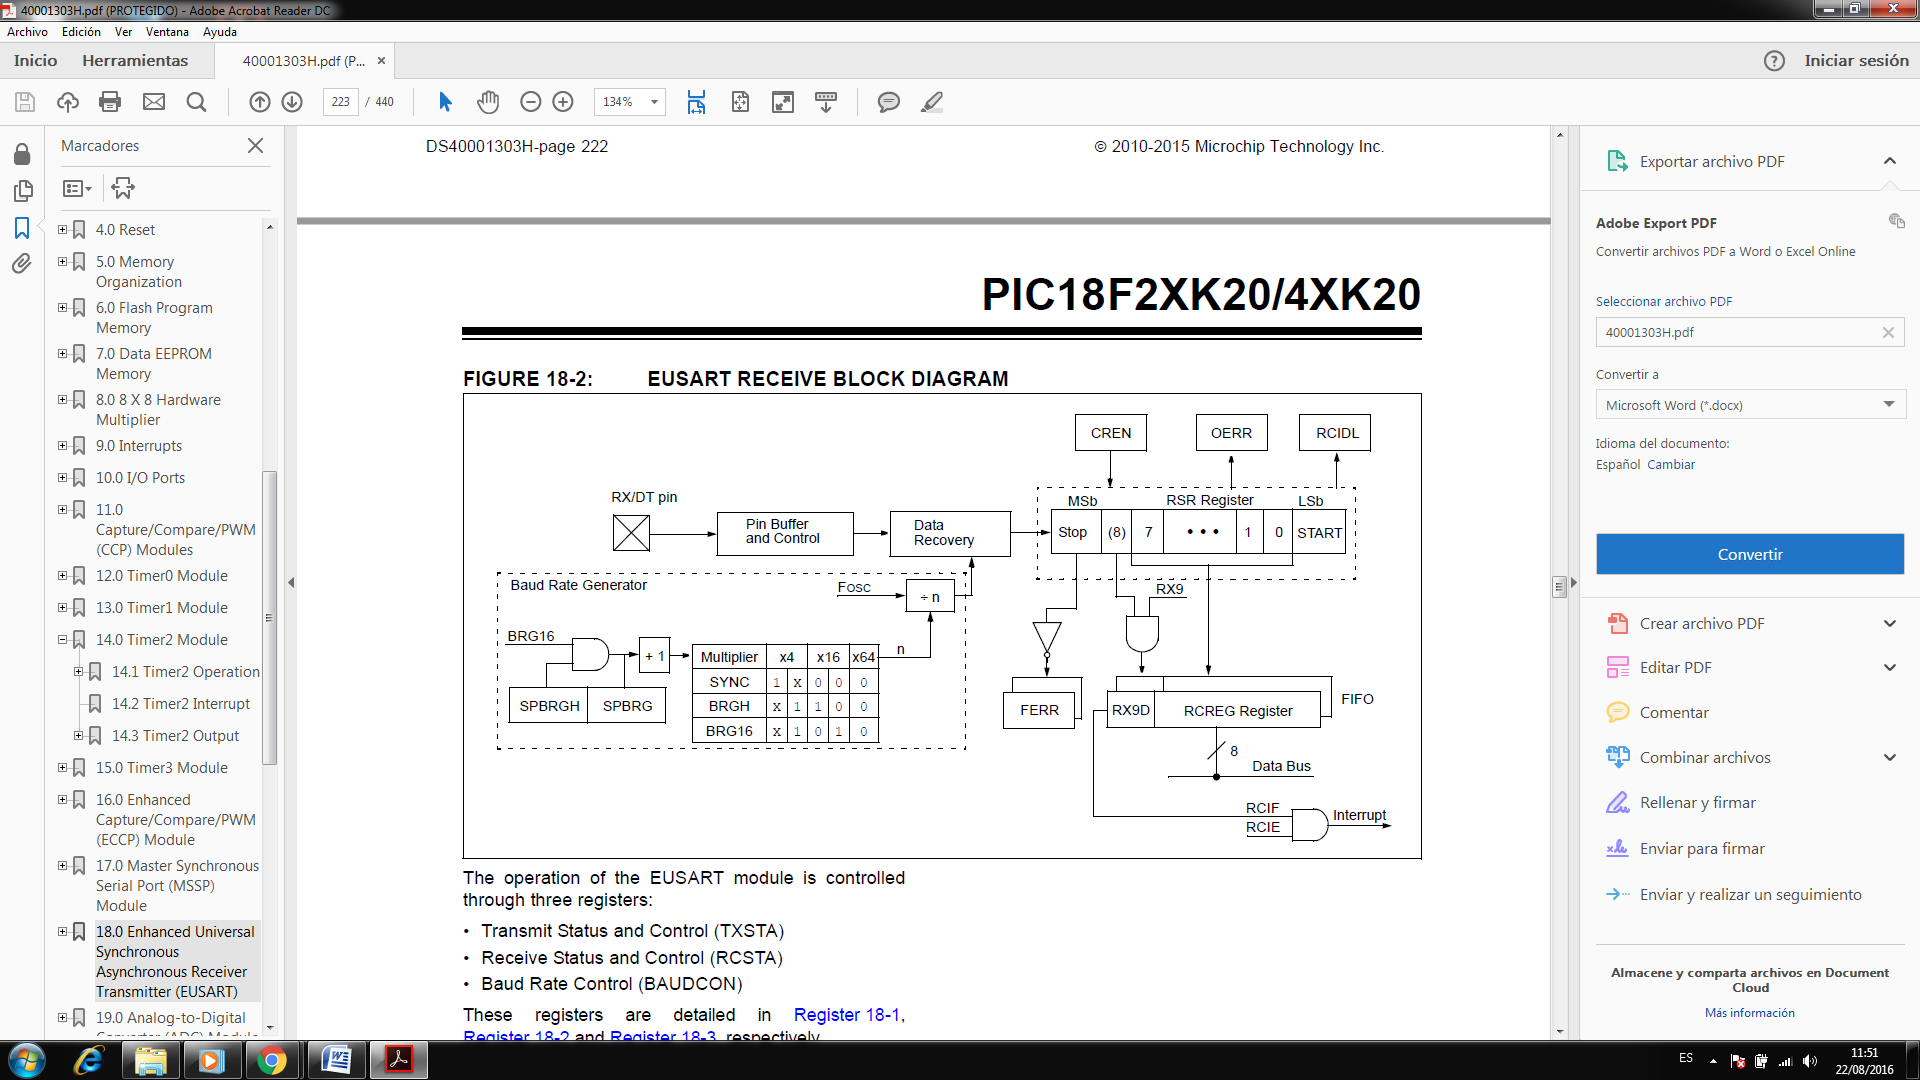 40001303H.pdf (PROTEGIDO) - Adobe Acrobat Reader DC
Archivo Edición Ver Ventana Ayuda
Inicio Herramientas 40001303H.pdf (P... × Iniciar sesión
223 / 440 134%
Marcadores
4.0 Reset
5.0 Memory
Organization
6.0 Flash Program
Memory
7.0 Data EEPROM
Memory
8.0 8 X 8 Hardware
Multiplier
9.0 Interrupts
10.0 I/O Ports
11.0
Capture/Compare/PWM
(CCP) Modules
12.0 Timer0 Module
13.0 Timer1 Module
14.0 Timer2 Module
14.1 Timer2 Operation
14.2 Timer2 Interrupt
14.3 Timer2 Output
15.0 Timer3 Module
16.0 Enhanced
Capture/Compare/PWM
(ECCP) Module
17.0 Master Synchronous
Serial Port (MSSP)
Module
18.0 Enhanced Universal
Synchronous
Asynchronous Receiver
Transmitter (EUSART)
19.0 Analog-to-Digital
Converter (ADC) Module
DS40001303H-page 222
© 2010-2015 Microchip Technology Inc.
PIC18F2XK20/4XK20
FIGURE 18-2: EUSART RECEIVE BLOCK DIAGRAM
CREN OERR RCIDL
RX/DT pin
MSb RSR Register LSb
Pin Buffer
and Control
Data
Recovery
Stop (8) 7 • • • 1 0 START
Baud Rate Generator
FOSC
÷ n
RX9
BRG16
+ 1
n
Multiplier x4 x16 x64
SYNC 1 X 0 0 0
BRGH X 1 1 0 0
BRG16 X 1 0 1 0
SPBRGH SPBRG
FERR
RX9D RCREG Register
FIFO
8
Data Bus
RCIF
RCIE
Interrupt
The operation of the EUSART module is controlled
through three registers:
• Transmit Status and Control (TXSTA)
• Receive Status and Control (RCSTA)
• Baud Rate Control (BAUDCON)
These registers are detailed in Register 18-1,
Register 18-2 and Register 18-3, respectively.
Exportar archivo PDF
Adobe Export PDF
Convertir archivos PDF a Word o Excel Online
Seleccionar archivo PDF
40001303H.pdf
Convertir a
Microsoft Word (*.docx)
Idioma del documento:
Español Cambiar
Convertir
Crear archivo PDF
Editar PDF
Comentar
Combinar archivos
Rellenar y firmar
Enviar para firmar
Enviar y realizar un seguimiento
Almacene y comparta archivos en Document
Cloud
Más información
ES
11:51
22/08/2016